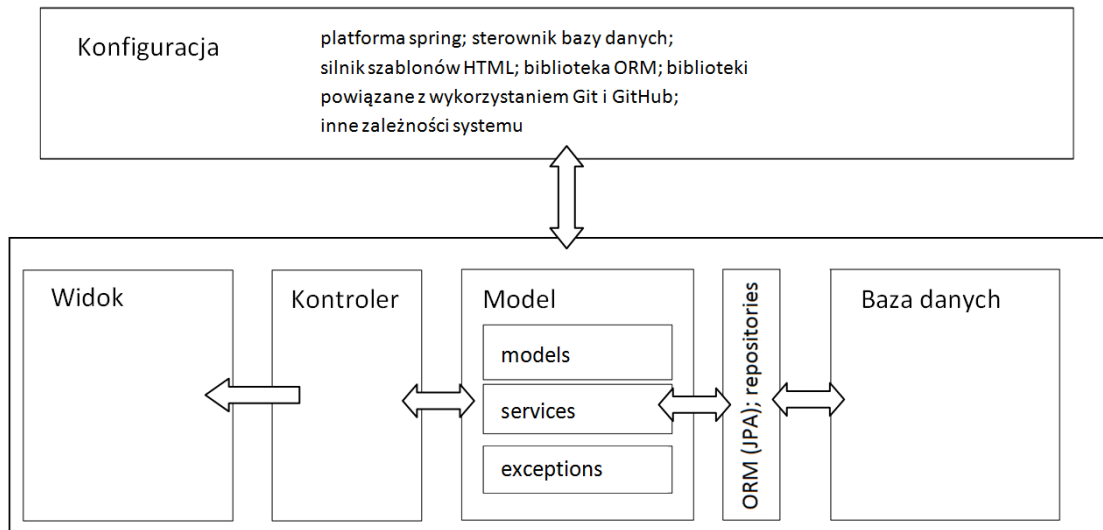 Konfiguracja
platforma spring; sterownik bazy danych;
silnik szablonów HTML; biblioteka ORM; biblioteki
powiązane z wykorzystaniem Git i GitHub;
inne zależności systemu
Widok
Kontroler
Model
models
services
exceptions
ORM (JPA); repositories
Baza danych